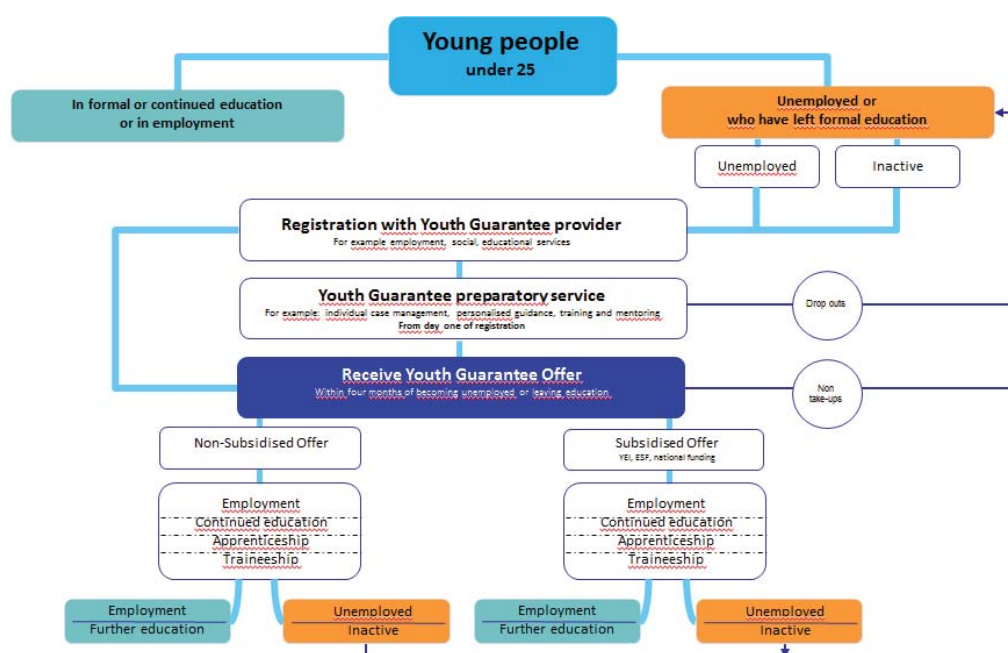 Young people
under 25
In formal or continued education
or in employment
Unemployed or
who have left formal education
Unemployed
Inactive
Registration with Youth Guarantee provider
For example employment, social, educational services
Youth Guarantee preparatory service
For example: individual case management, personalised guidance, training and mentoring
From day one of registration
Drop outs
Receive Youth Guarantee Offer
Within four months of becoming unemployed or leaving education.
Non
take-ups
Non-Subsidised Offer
Subsidised Offer
YEI, ESF, national funding
Employment
Continued education
Apprenticeship
Traineeship
Employment
Continued education
Apprenticeship
Traineeship
Employment
Further education
Unemployed
Inactive
Employment
Further education
Unemployed
Inactive